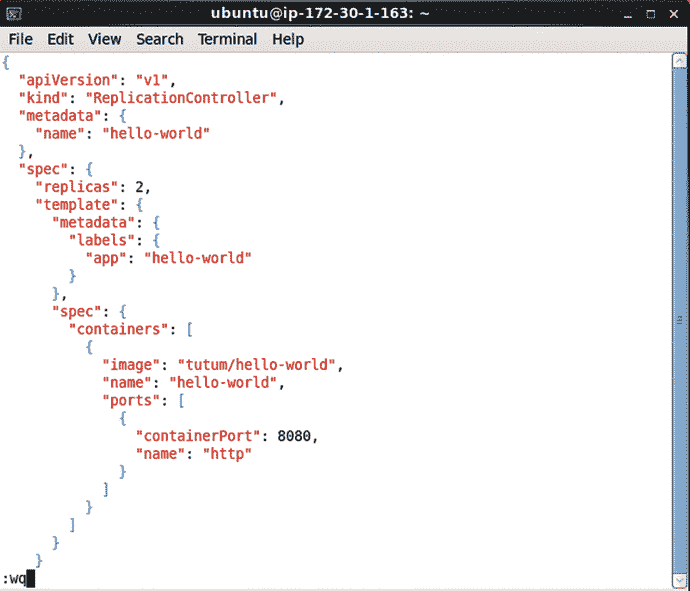 ubuntu@ip-172-30-1-163: ~
File Edit View Search Terminal Help
{
  "apiVersion": "v1",
  "kind": "ReplicationController",
  "metadata": {
    "name": "hello-world"
  },
  "spec": {
    "replicas": 2,
    "template": {
      "metadata": {
        "labels": {
          "app": "hello-world"
        }
      },
      "spec": {
        "containers": [
          {
            "image": "tutum/hello-world",
            "name": "hello-world",
            "ports": [
              {
                "containerPort": 8080,
                "name": "http"
              }
            ]
          }
        ]
      }
    }
:wq